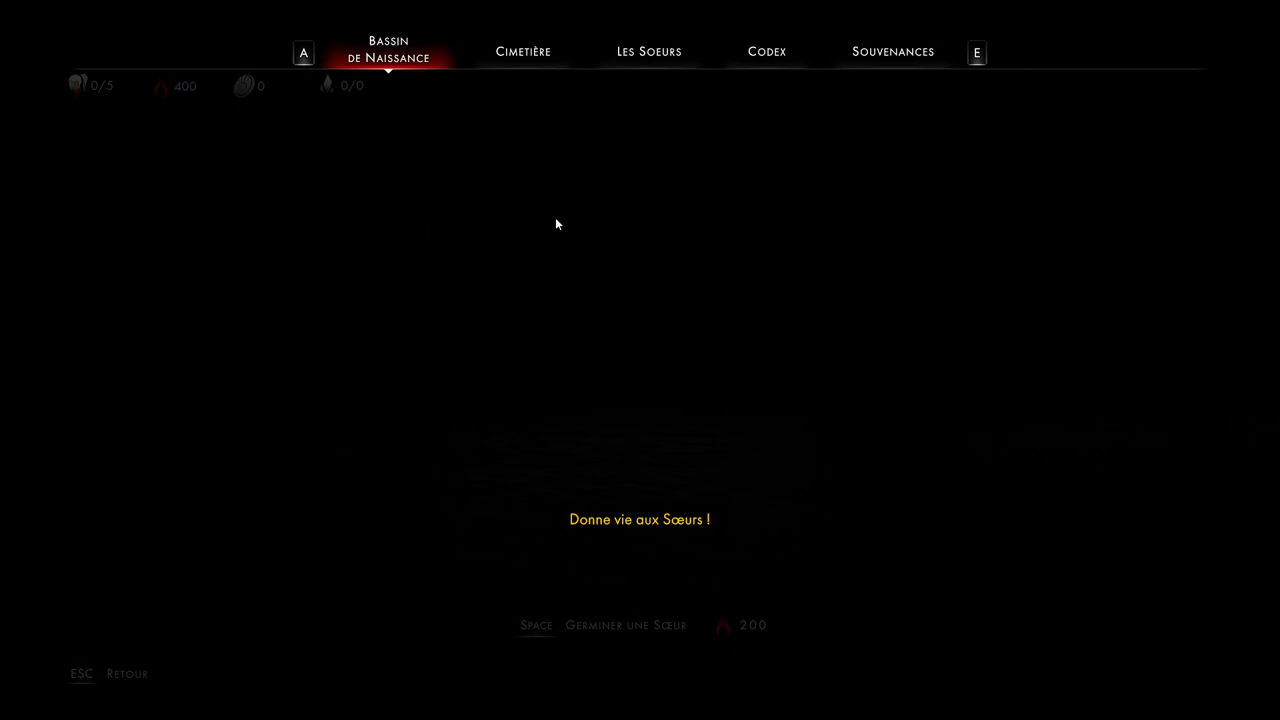 A
Bassin
de Naissance
Cimetière
Les Soeurs
Codex
Souvenances
E
0/5
400
0
0/0
Donne vie aux Sœurs !
Space Germiner une Sœur 200
ESC Retour